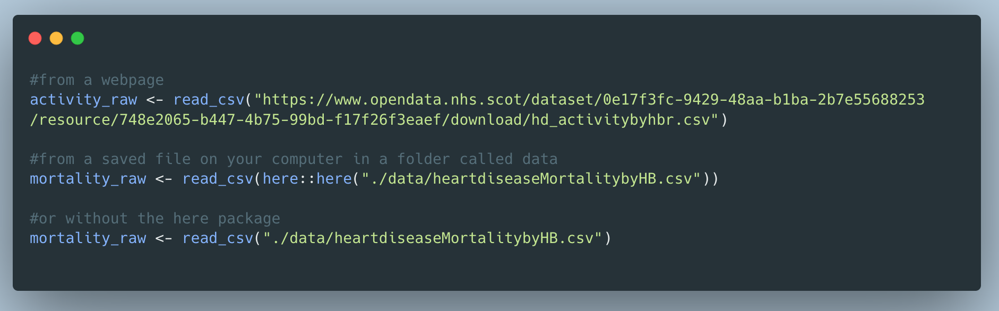 #from a webpage
activity_raw <- read_csv("https://www.opendata.nhs.scot/dataset/0e17f3fc-9429-48aa-b1ba-2b7e55688253
/resource/748e2065-b447-4b75-99bd-f17f26f3eaef/download/hd_activitybyhbr.csv")
#from a saved file on your computer in a folder called data
mortality_raw <- read_csv(here::here("./data/heartdiseaseMortalitybyHB.csv"))
#or without the here package
mortality_raw <- read_csv("./data/heartdiseaseMortalitybyHB.csv")